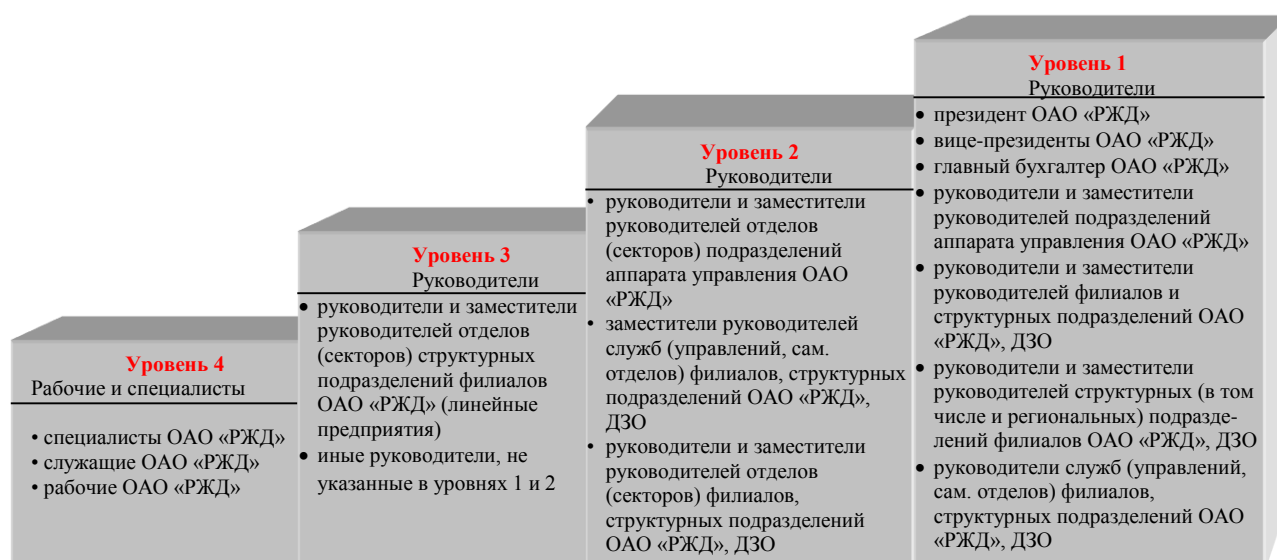 Уровень 1
Руководители
• президент ОАО «РЖД»
• вице-президенты ОАО «РЖД»
• главный бухгалтер ОАО «РЖД»
• руководители и заместители
руководителей подразделений
аппарата управления ОАО «РЖД»
• руководители и заместители
руководителей филиалов и
структурных подразделений ОАО
«РЖД», ДЗО
• руководители и заместители
руководителей структурных (в том
числе и региональных) подразде-
лений филиалов ОАО «РЖД», ДЗО
• руководители служб (управлений,
сам. отделов) филиалов,
структурных подразделений ОАО
«РЖД», ДЗО
Уровень 2
Руководители
• руководители и заместители
руководителей отделов
(секторов) подразделений
аппарата управления ОАО
«РЖД»
• заместители руководителей
служб (управлений, сам.
отделов) филиалов, структурных
подразделений ОАО «РЖД»,
ДЗО
• руководители и заместители
руководителей отделов
(секторов) филиалов,
структурных подразделений
ОАО «РЖД», ДЗО
Уровень 3
Руководители
• руководители и заместители
руководителей отделов
(секторов) структурных
подразделений филиалов
ОАО «РЖД» (линейные
предприятия)
• иные руководители, не
указанные в уровнях 1 и 2
Уровень 4
Рабочие и специалисты
• специалисты ОАО «РЖД»
• служащие ОАО «РЖД»
• рабочие ОАО «РЖД»